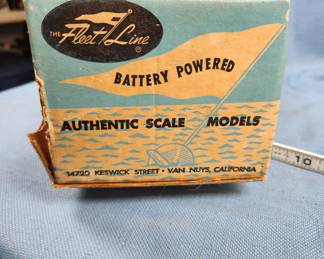 THE Fleet Line ®
BATTERY POWERED
AUTHENTIC SCALE MODELS
14720 KESWICK STREET • VAN NUYS, CALIFORNIA
10